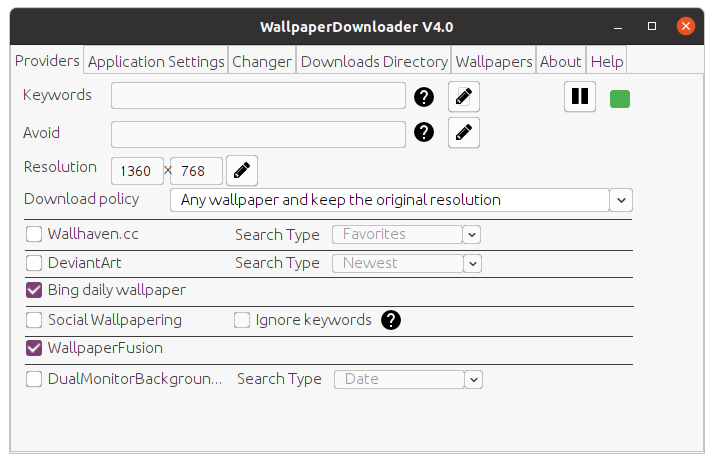 WallpaperDownloader V4.0
Providers Application Settings Changer Downloads Directory Wallpapers About Help
Keywords ?
Avoid ?
Resolution 1360 x 768
Download policy Any wallpaper and keep the original resolution
Wallhaven.cc Search Type Favorites
DeviantArt Search Type Newest
Bing daily wallpaper
Social Wallpapering Ignore keywords ?
WallpaperFusion
DualMonitorBackgroun... Search Type Date